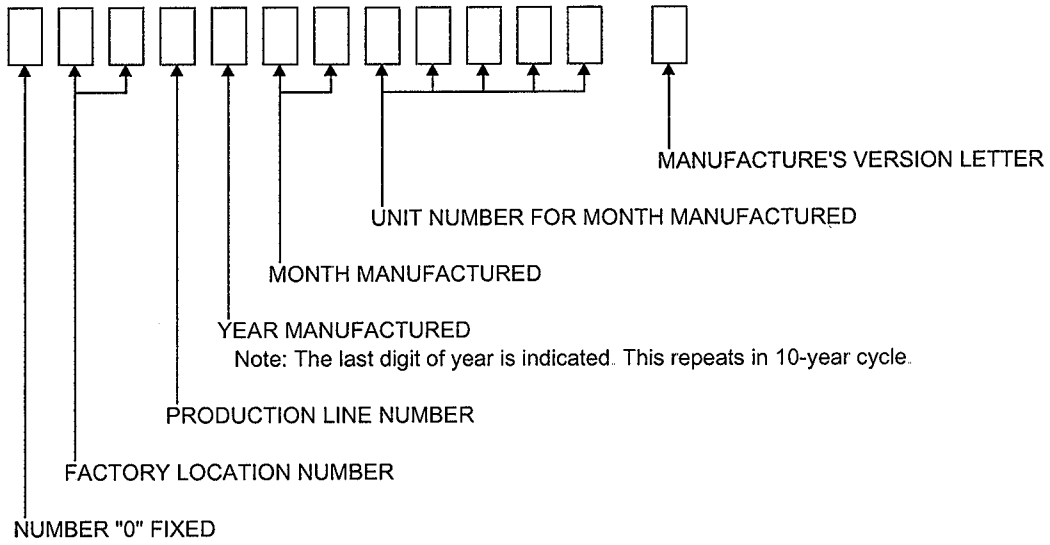 MANUFACTURE'S VERSION LETTER
UNIT NUMBER FOR MONTH MANUFACTURED
MONTH MANUFACTURED
YEAR MANUFACTURED
Note: The last digit of year is indicated. This repeats in 10-year cycle.
PRODUCTION LINE NUMBER
FACTORY LOCATION NUMBER
NUMBER "0" FIXED